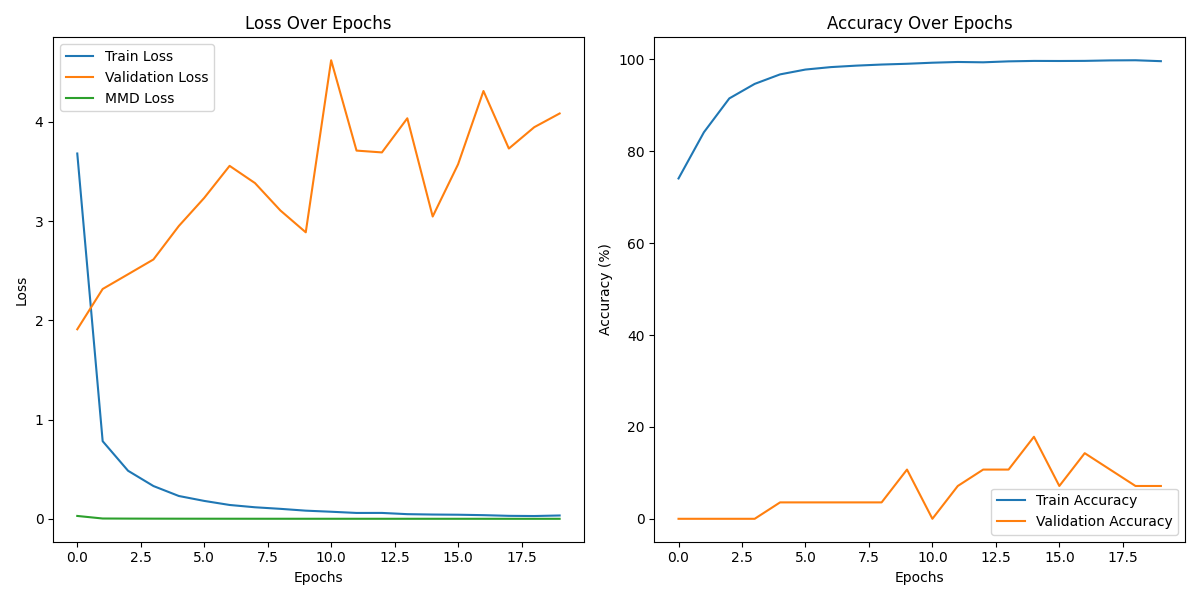 Loss Over Epochs
Train Loss
Validation Loss
MMD Loss
Loss
4
3
2
1
0
0.0 2.5 5.0 7.5 10.0 12.5 15.0 17.5
Epochs
Accuracy Over Epochs
Accuracy (%)
100
80
60
40
20
0
Train Accuracy
Validation Accuracy
0.0 2.5 5.0 7.5 10.0 12.5 15.0 17.5
Epochs